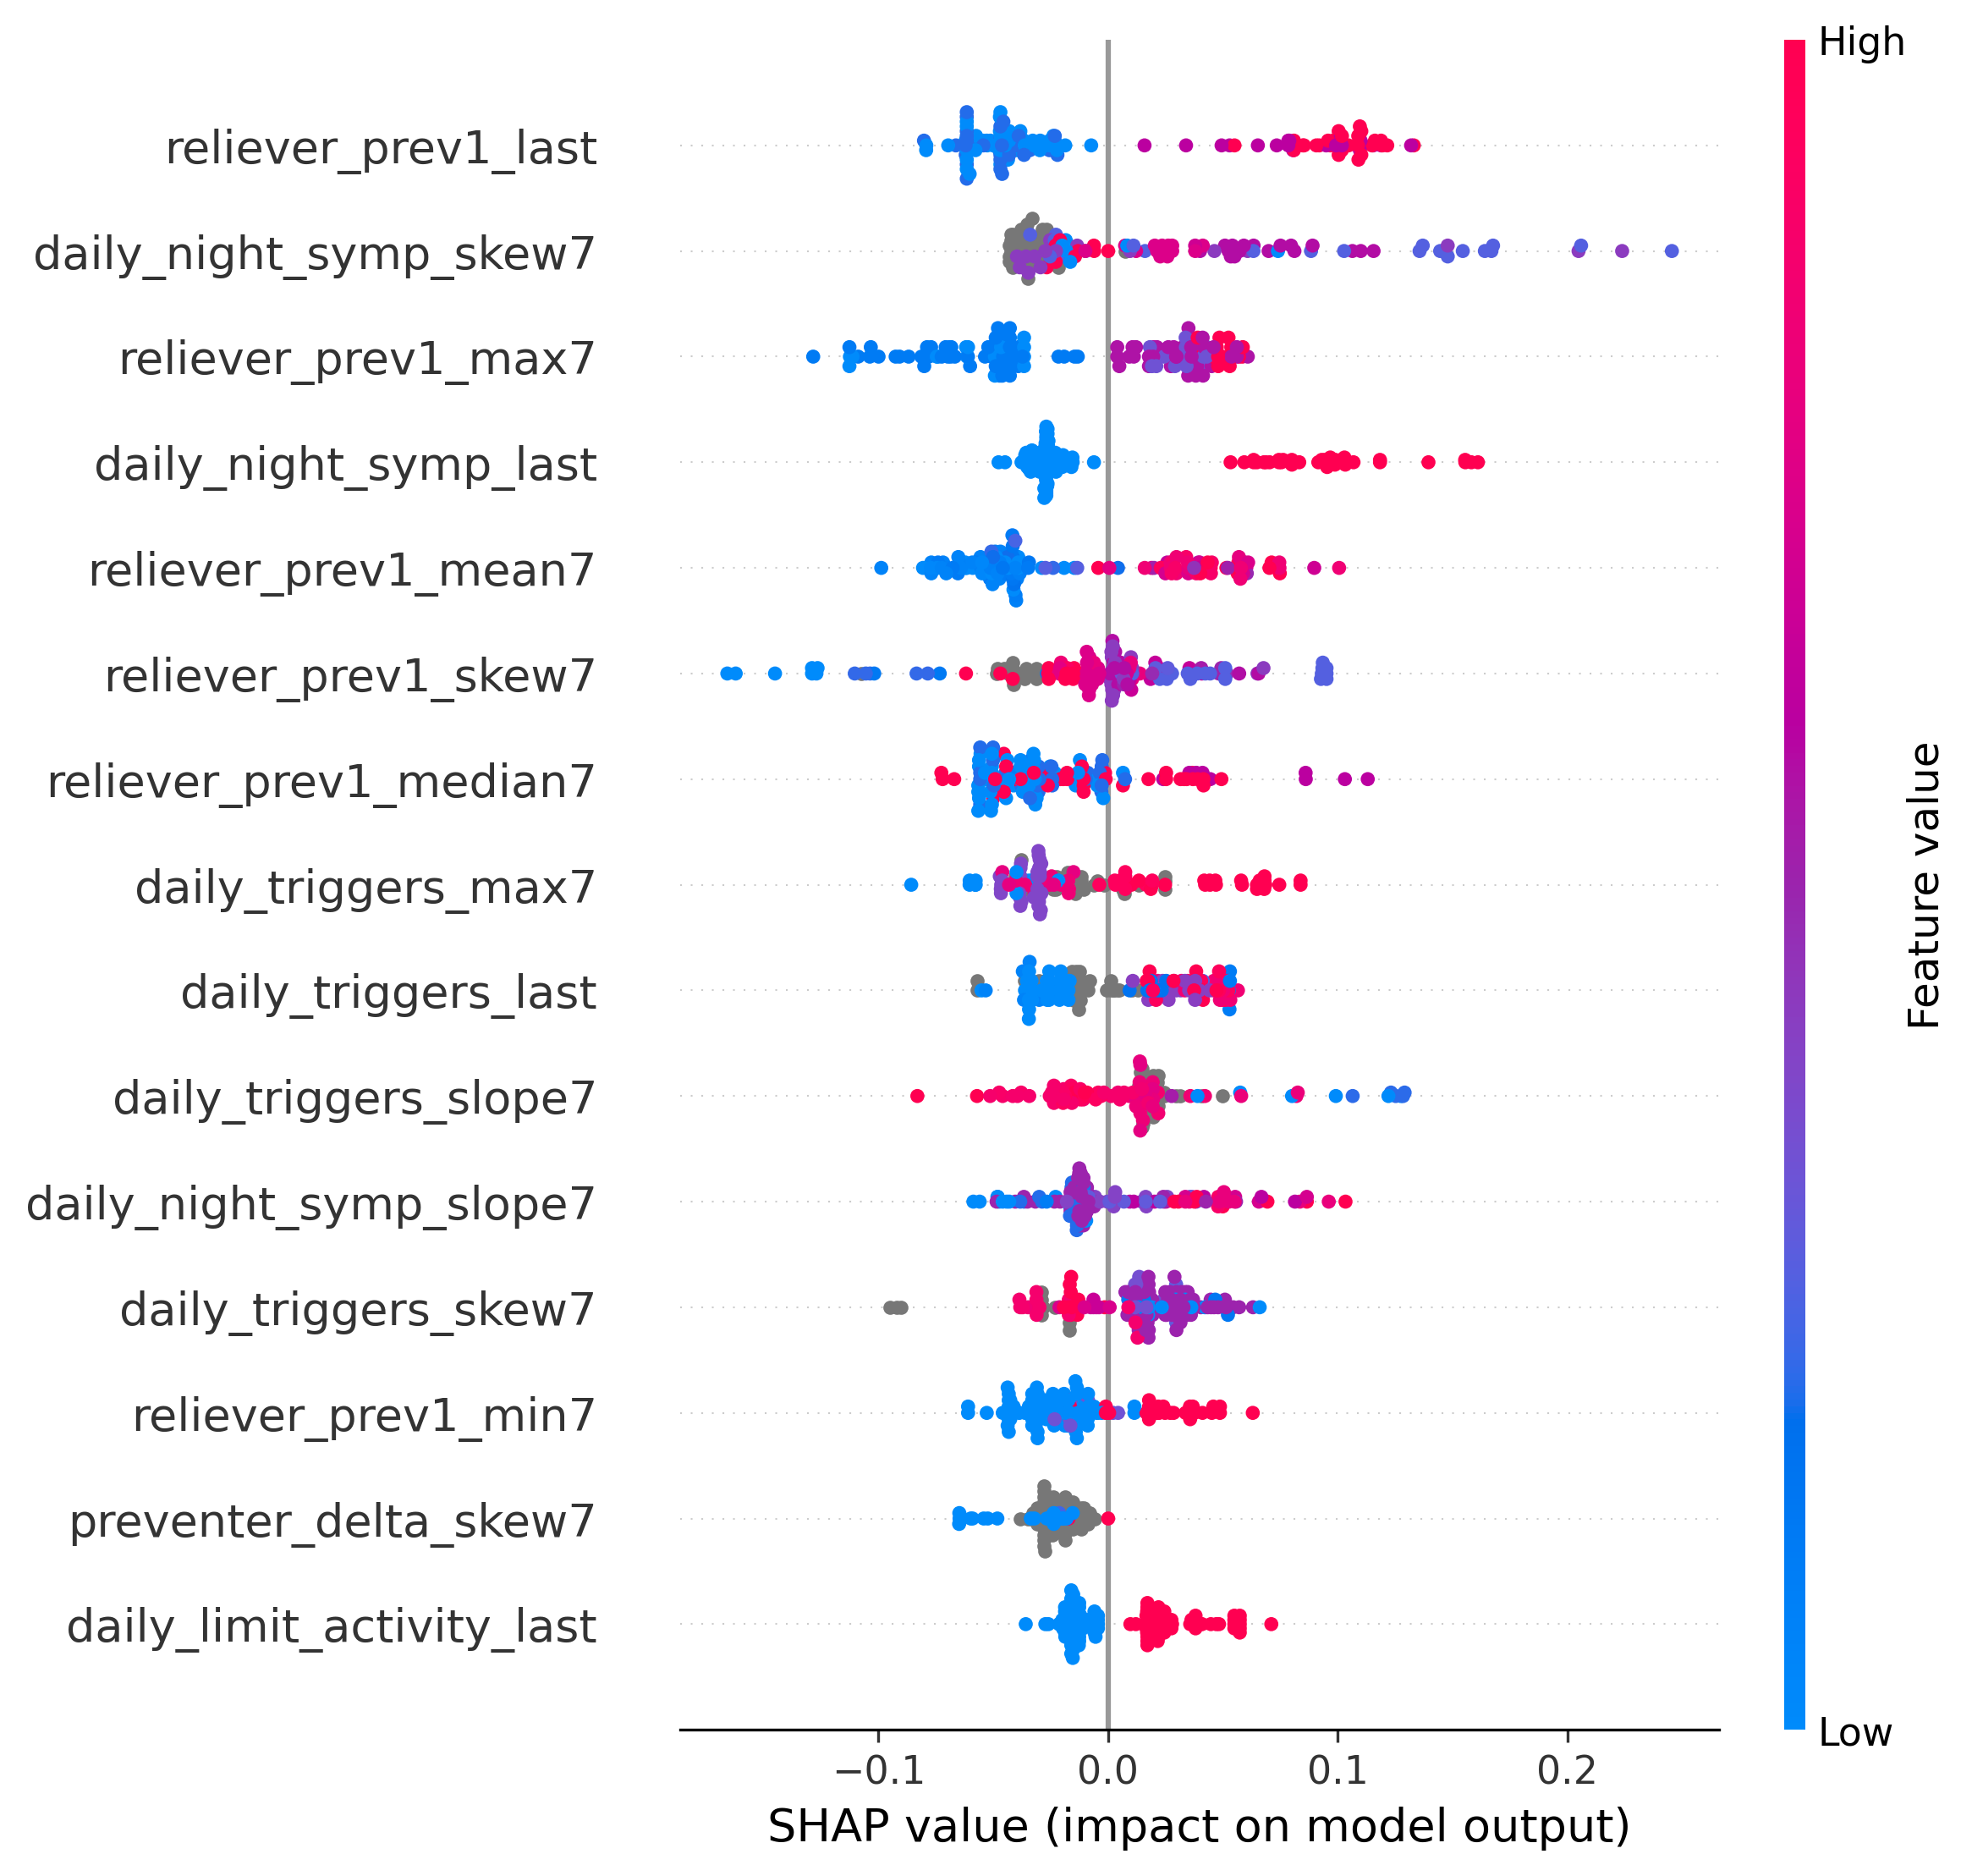 High
reliever_prev1_last
daily_night_symp_skew7
reliever_prev1_max7
daily_night_symp_last
reliever_prev1_mean7
reliever_prev1_skew7
reliever_prev1_median7
daily_triggers_max7
daily_triggers_last
daily_triggers_slope7
daily_night_symp_slope7
daily_triggers_skew7
reliever_prev1_min7
preventer_delta_skew7
daily_limit_activity_last
Feature value
Low
−0.1 0.0 0.1 0.2
SHAP value (impact on model output)